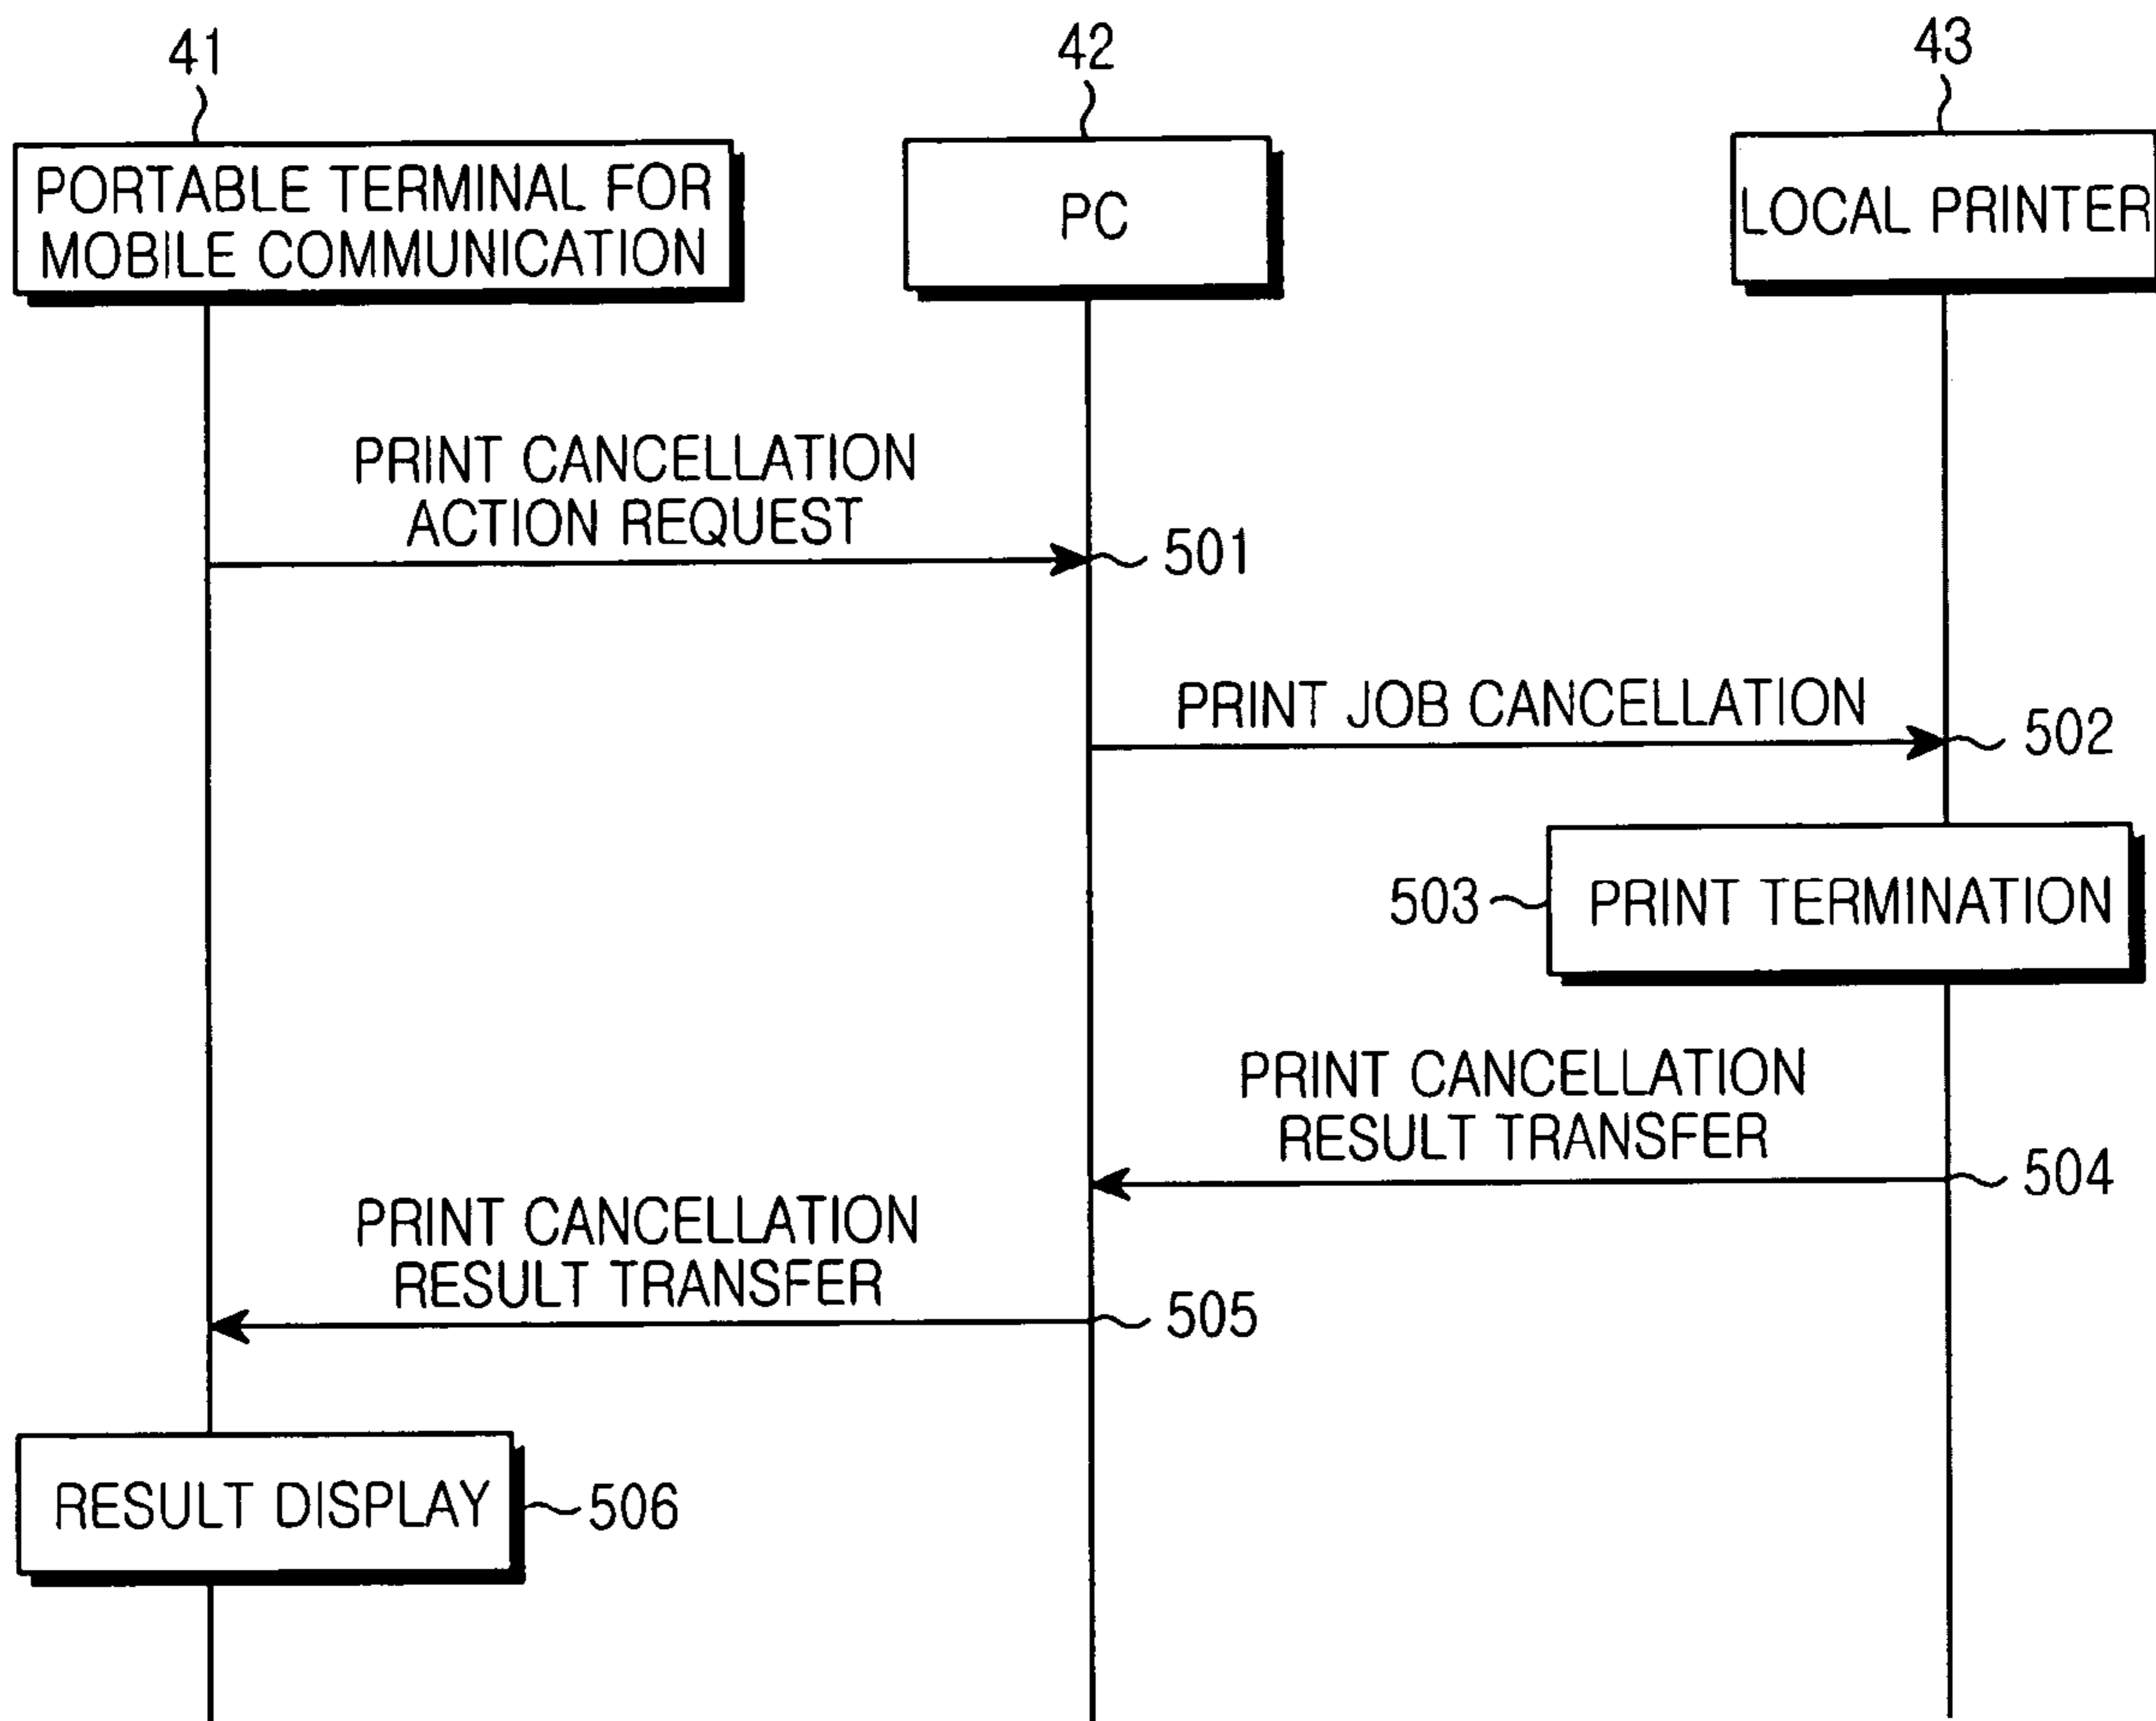 41
42
43
PORTABLE TERMINAL FOR
MOBILE COMMUNICATION
PC
LOCAL PRINTER
PRINT CANCELLATION
ACTION REQUEST
501
PRINT JOB CANCELLATION
502
503
PRINT TERMINATION
PRINT CANCELLATION
RESULT TRANSFER
504
PRINT CANCELLATION
RESULT TRANSFER
505
RESULT DISPLAY
506